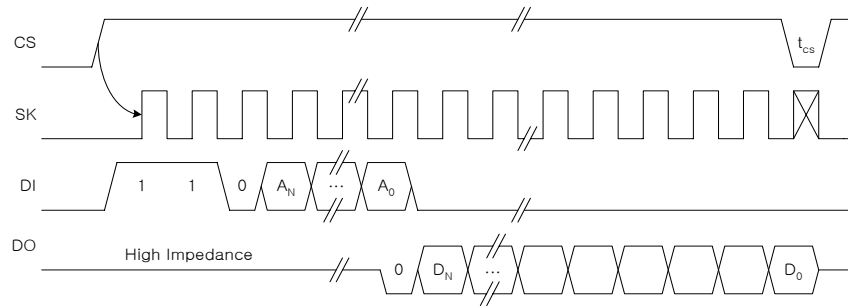 CS
t_cs
SK
DI 1 1 0 A_N ... A_0
DO High Impedance 0 D_N ... D_0